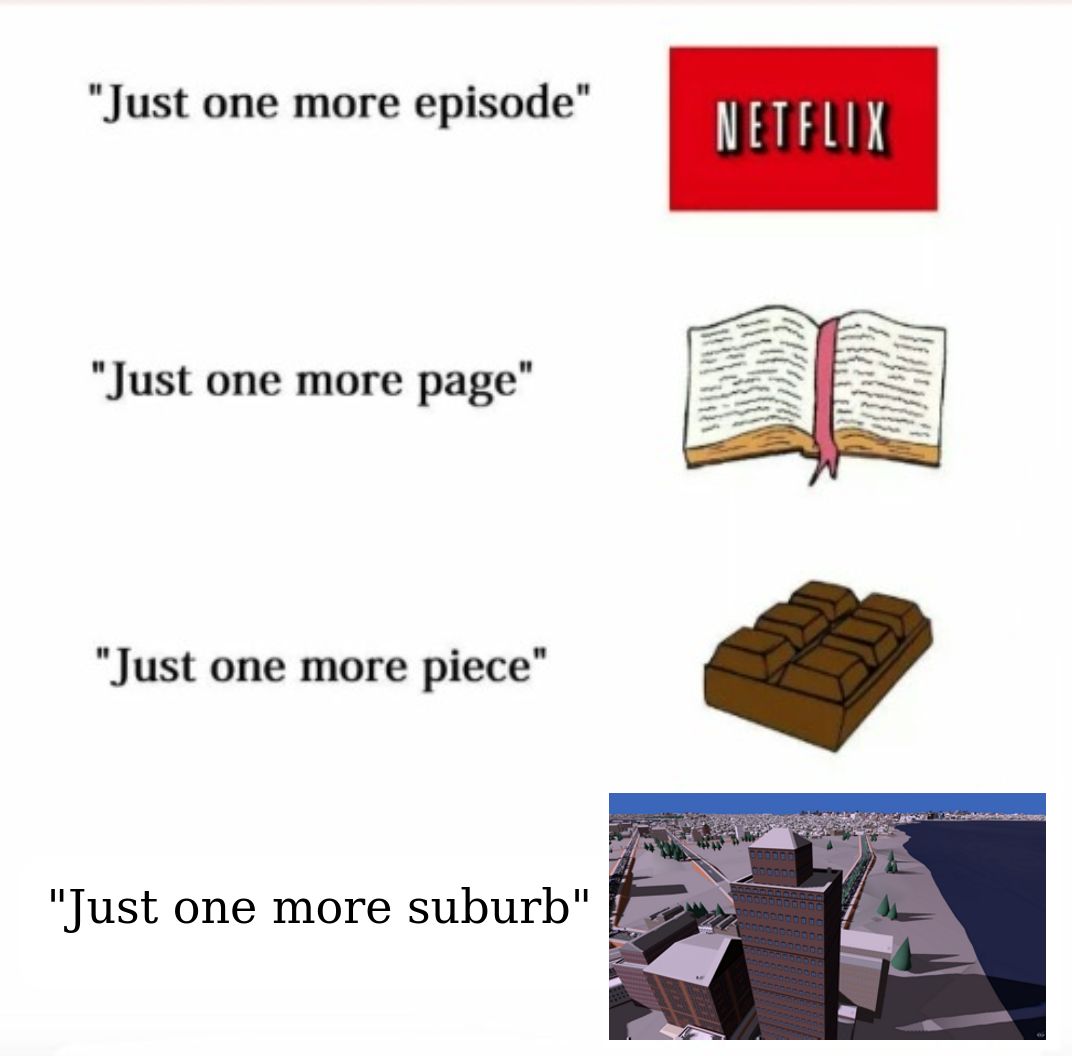 "Just one more episode"
NETFLIX
"Just one more page"
"Just one more piece"
"Just one more suburb"